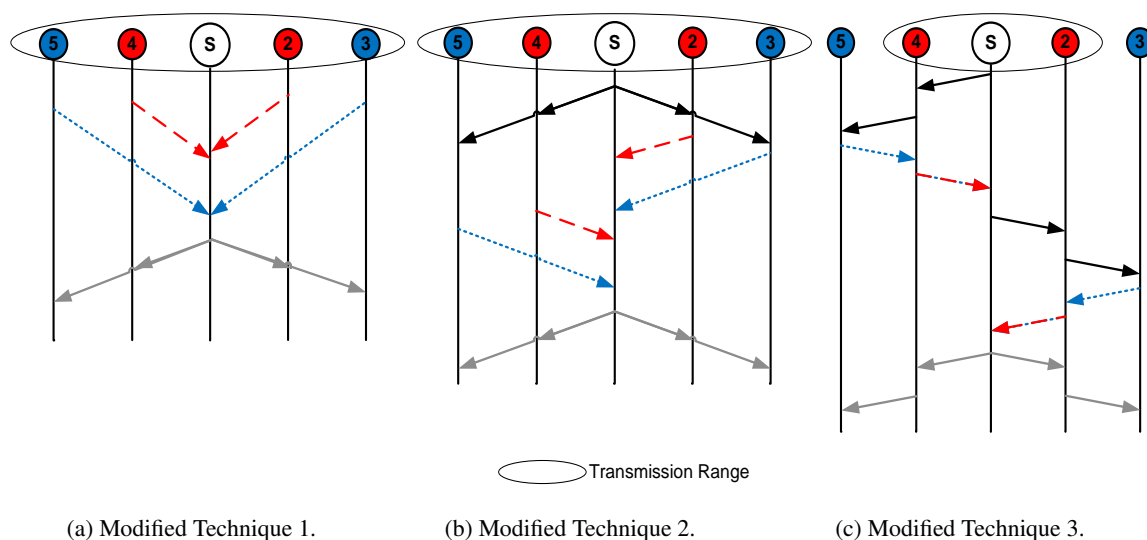 5 4 S 2 3
5 4 S 2 3
5 4 S 2 3
Transmission Range
(a) Modified Technique 1.
(b) Modified Technique 2.
(c) Modified Technique 3.